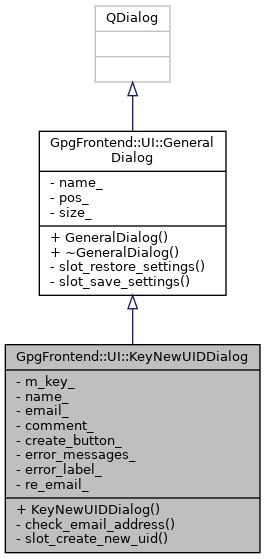 QDialog
GpgFrontend::UI::General
Dialog
- name_
- pos_
- size_
+ GeneralDialog()
+ ~GeneralDialog()
- slot_restore_settings()
- slot_save_settings()
GpgFrontend::UI::KeyNewUIDDialog
- m_key_
- name_
- email_
- comment_
- create_button_
- error_messages_
- error_label_
- re_email_
+ KeyNewUIDDialog()
- check_email_address()
- slot_create_new_uid()